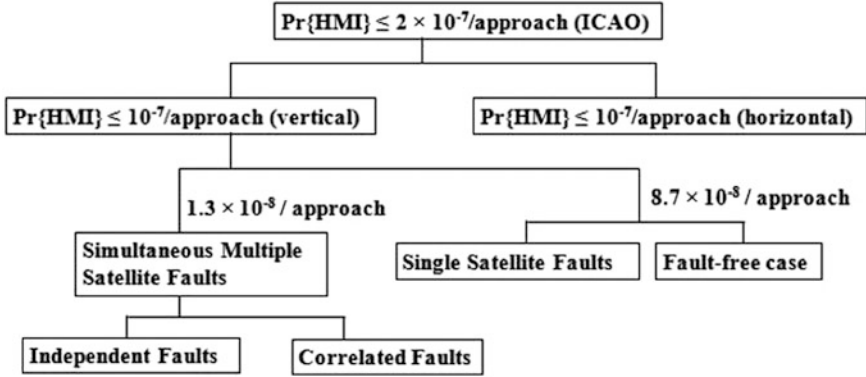 Pr{HMI} ≤ 2 × 10⁻⁷/approach (ICAO)
Pr{HMI} ≤ 10⁻⁷/approach (vertical)
Pr{HMI} ≤ 10⁻⁷/approach (horizontal)
1.3 × 10⁻⁸ / approach
8.7 × 10⁻⁸ / approach
Simultaneous Multiple
Satellite Faults
Single Satellite Faults
Fault-free case
Independent Faults
Correlated Faults